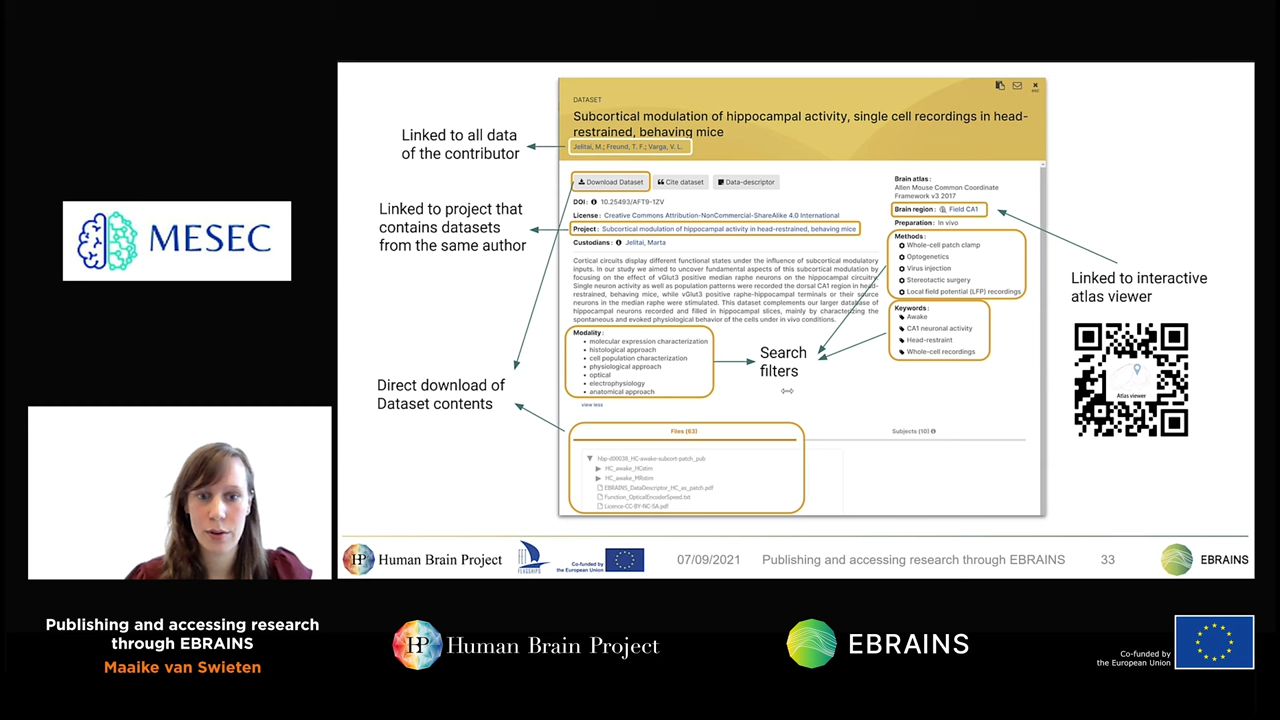 MESEC
DATASET
Subcortical modulation of hippocampal activity, single cell recordings in head-
restrained, behaving mice
Jelitai, M.; Freund, T. F.; Varga, V. L.
Linked to all data
of the contributor
Download Dataset
Cite dataset
Data-descriptor
DOI: 10.25493/AFT9-1ZV
License: Creative Commons Attribution-NonCommercial-ShareAlike 4.0 International
Project: Subcortical modulation of hippocampal activity in head-restrained, behaving mice
Custodians: Jelitai, Marta
Linked to project that
contains datasets
from the same author
Cortical circuits display different functional states under the influence of subcortical modulatory
inputs. In our study we aimed to uncover fundamental aspects of this subcortical modulation by
focusing on the effect of vGlut3 positive median raphe neurons on the hippocampal circuitry.
Single neuron activity as well as population patterns were recorded the dorsal CA1 region in head-
restrained, behaving mice, while vGlut3 positive raphe-hippocampal terminals or their source
neurons in the median raphe were stimulated. This dataset complements our larger database of
hippocampal neurons recorded and filled in hippocampal slices, mainly by characterizing the
spontaneous and evoked physiological behavior of the cells under in vivo conditions.
Modality:
molecular expression characterization
histological approach
cell population characterization
physiological approach
optical
electrophysiology
anatomical approach
view less
Brain atlas:
Allen Mouse Common Coordinate
Framework v3 2017
Brain region: Field CA1
Preparation: In vivo
Methods:
Whole-cell patch clamp
Optogenetics
Virus injection
Stereotactic surgery
Local field potential (LFP) recordings
Keywords:
Awake
CA1 neuronal activity
Head-restraint
Whole-cell recordings
Search
filters
Linked to interactive
atlas viewer
Atlas viewer
Direct download of
Dataset contents
Files (63)
Subjects (10)
hbp-d00038_HC-awake-subcort-patch_pub
HC_awake_HCstim
HC_awake_MRstim
EBRAINS_DataDescriptor_HC_as_patch.pdf
Function_OpticalEncoderSpeed.txt
Licence-CC-BY-NC-SA.pdf
HP Human Brain Project
FET
FLAGSHIPS
Co-funded by
the European Union
07/09/2021
Publishing and accessing research through EBRAINS
33
EBRAINS
Publishing and accessing research
through EBRAINS
Maaike van Swieten
HP Human Brain Project
EBRAINS
Co-funded by
the European Union